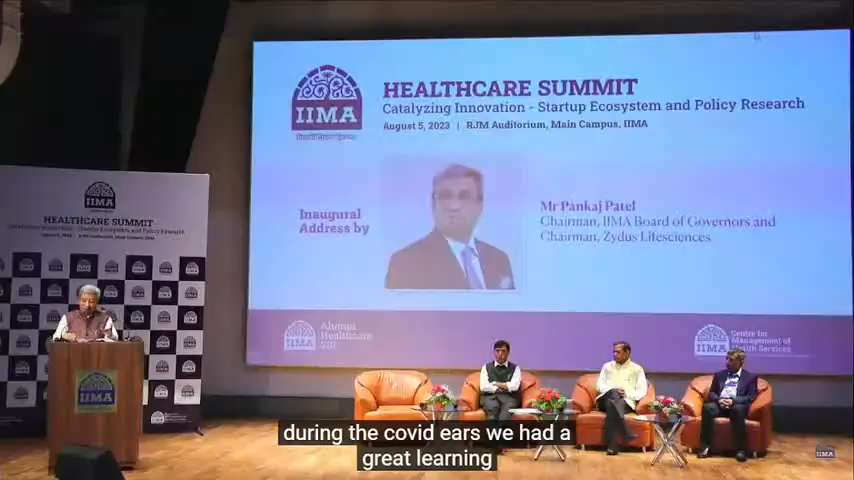 IIMA
HEALTHCARE SUMMIT
Catalyzing Innovation - Startup Ecosystem and Policy Research
August 5, 2023 | RJM Auditorium, Main Campus, IIMA
Inaugural
Address by
Mr Pankaj Patel
Chairman, IIMA Board of Governors and
Chairman, Zydus Lifesciences
IIMA
Alumni
Healthcare
SIG
IIMA
Centre for
Management of
Health Services
IIMA
HEALTHCARE SUMMIT
IIMA
IIMA
during the covid ears we had a
great learning
IIMA